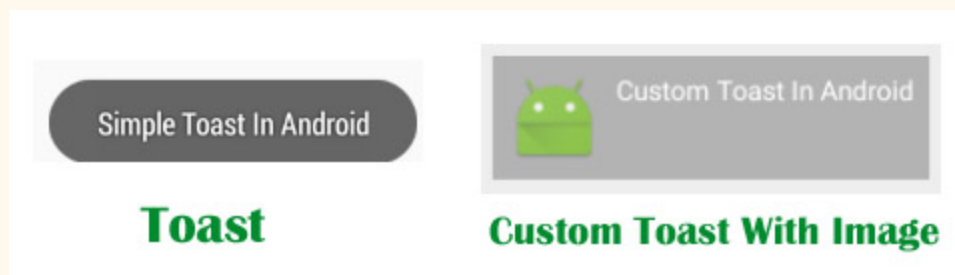 Simple Toast In Android
Toast
Custom Toast In Android
Custom Toast With Image